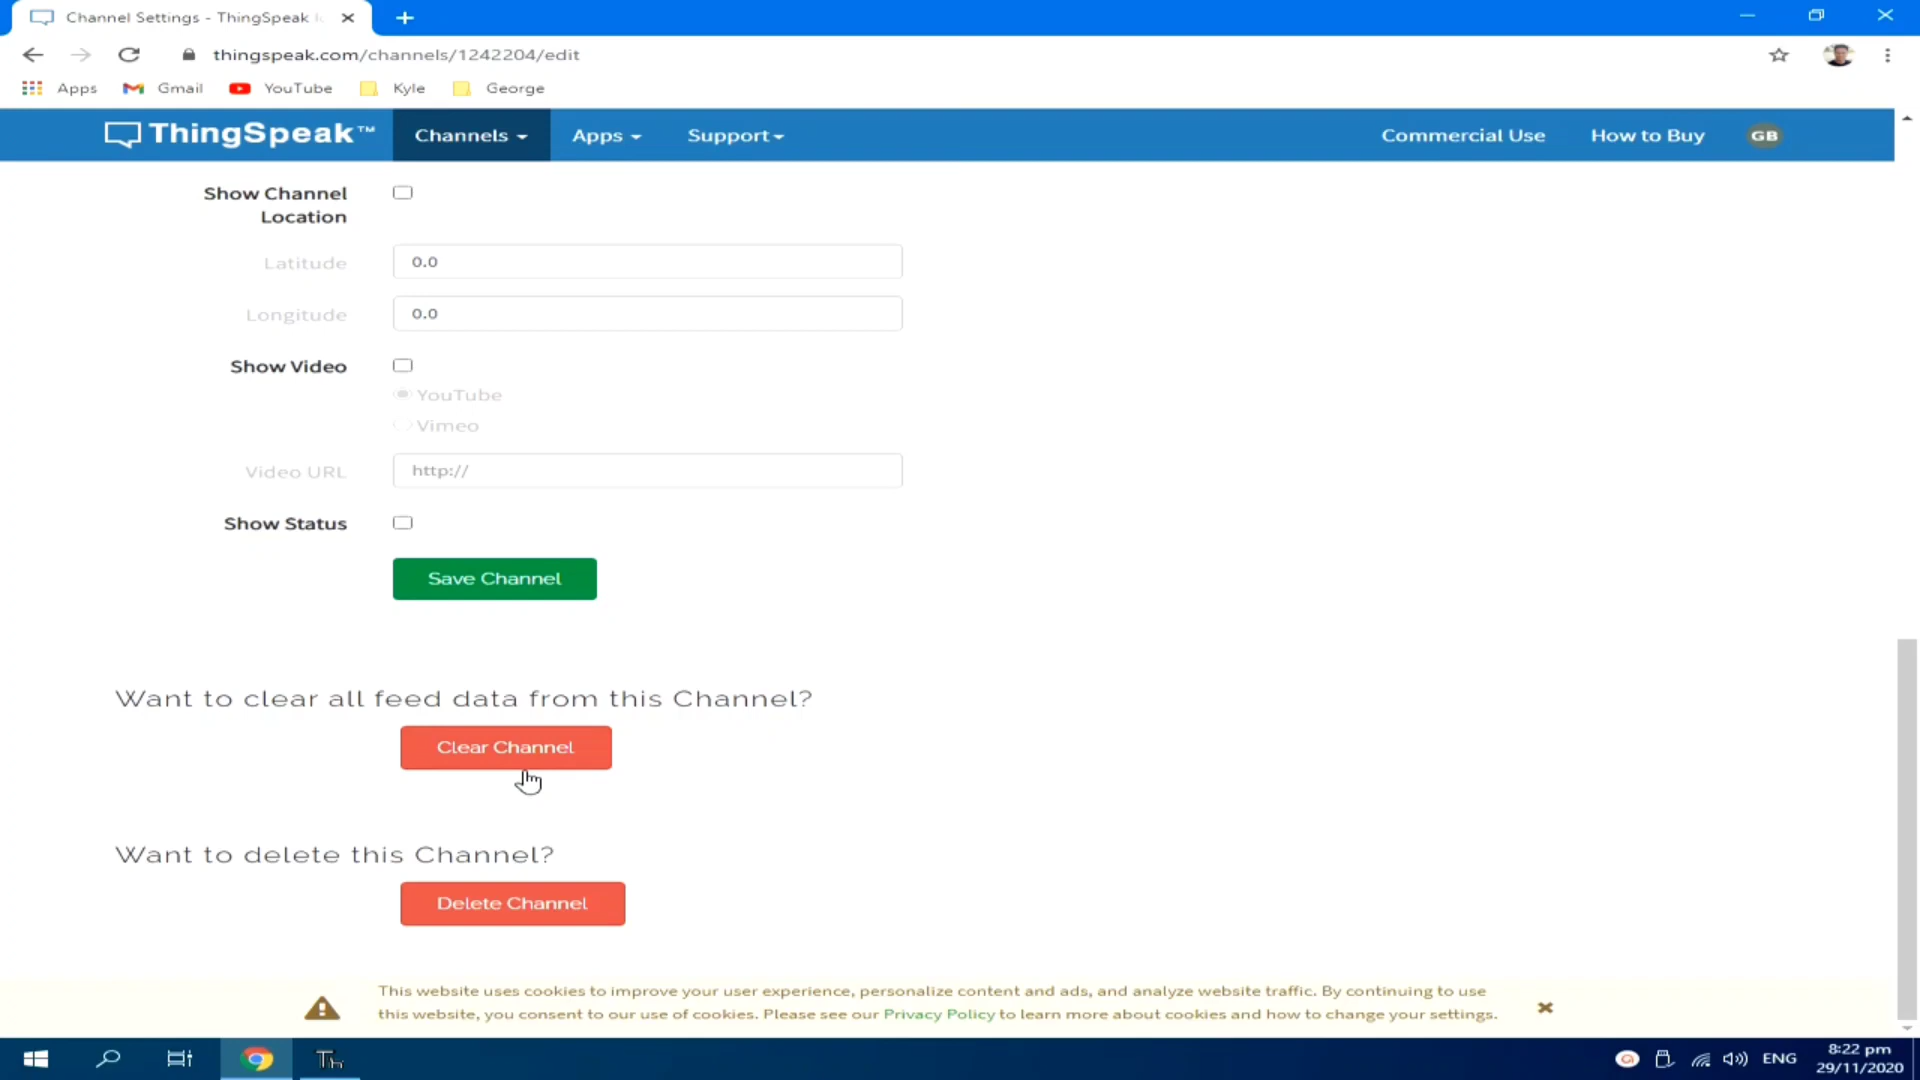 Channel Settings - ThingSpeak
thingspeak.com/channels/1242204/edit
Apps Gmail YouTube Kyle George
ThingSpeak™ Channels Apps Support Commercial Use How to Buy GB
Show Channel
Location
Latitude 0.0
Longitude 0.0
Show Video
YouTube
Vimeo
Video URL http://
Show Status
Save Channel
Want to clear all feed data from this Channel?
Clear Channel
Want to delete this Channel?
Delete Channel
This website uses cookies to improve your user experience, personalize content and ads, and analyze website traffic. By continuing to use
this website, you consent to our use of cookies. Please see our Privacy Policy to learn more about cookies and how to change your settings.
Th ENG 8:22 pm
29/11/2020